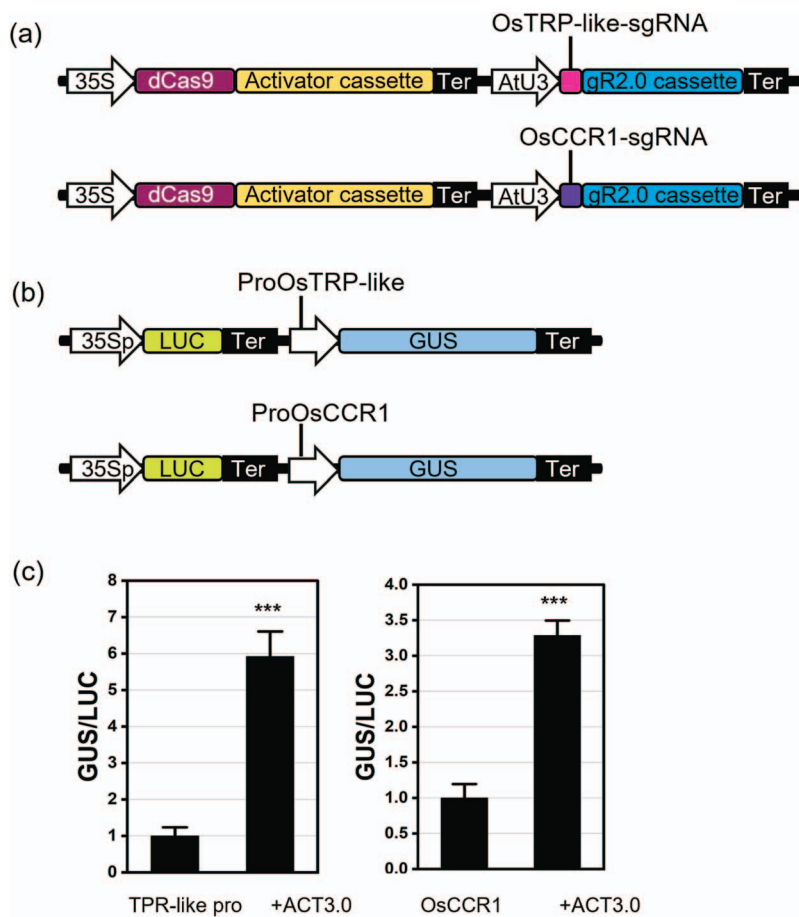 (a)
OsTRP-like-sgRNA
35S dCas9 Activator cassette Ter AtU3 gR2.0 cassette Ter
OsCCR1-sgRNA
35S dCas9 Activator cassette Ter AtU3 gR2.0 cassette Ter
(b)
ProOsTRP-like
35Sp LUC Ter GUS Ter
ProOsCCR1
35Sp LUC Ter GUS Ter
(c)
GUS/LUC
8
7
6
5
4
3
2
1
0
***
TPR-like pro +ACT3.0
GUS/LUC
4.0
3.5
3.0
2.5
2.0
1.5
1.0
0.5
0.0
***
OsCCR1 +ACT3.0